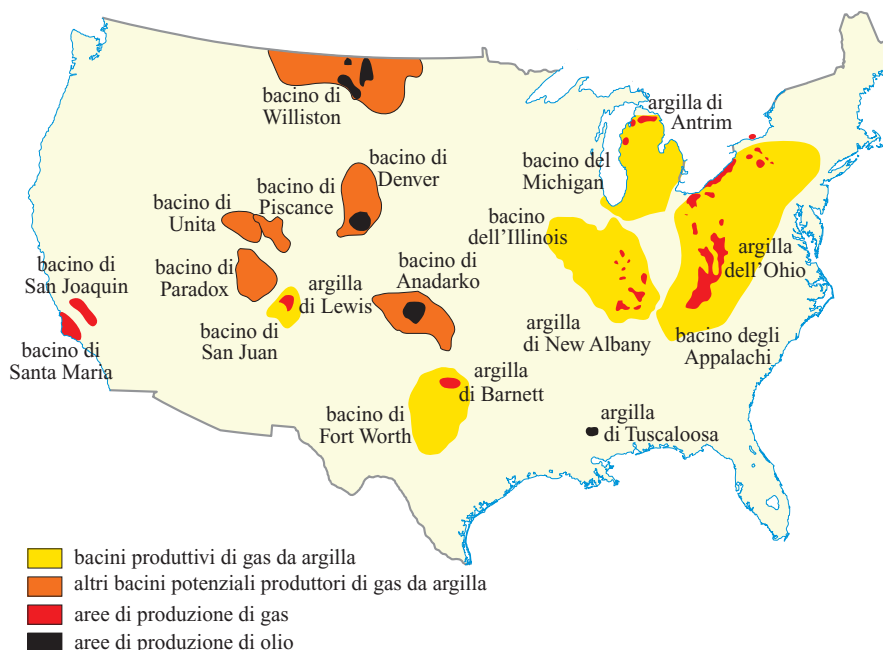 bacino di
Williston
argilla di
Antrim
bacino del
Michigan
bacino di
Denver
bacino di
Piscance
bacino di
Unita
bacino
dell'Illinois
bacino di
Anadarko
argilla
dell'Ohio
bacino di
San Joaquin
bacino di
Paradox
argilla
di Lewis
bacino di
San Juan
argilla
di New Albany
bacino degli
Appalachi
bacino di
Santa Maria
argilla
di Barnett
bacino di
Fort Worth
argilla
di Tuscaloosa
bacini produttivi di gas da argilla
altri bacini potenziali produttori di gas da argilla
aree di produzione di gas
aree di produzione di olio